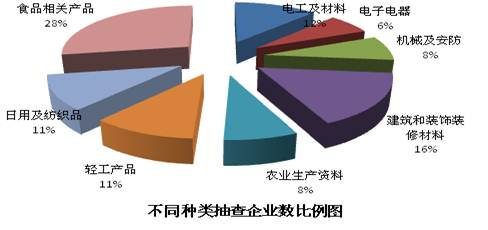 食品相关产品
28%
电工及材料
12%
电子电器
6%
机械及安防
8%
建筑和装饰装
修材料
16%
农业生产资料
8%
轻工产品
11%
日用及纺织品
11%
不同种类抽查企业数比例图